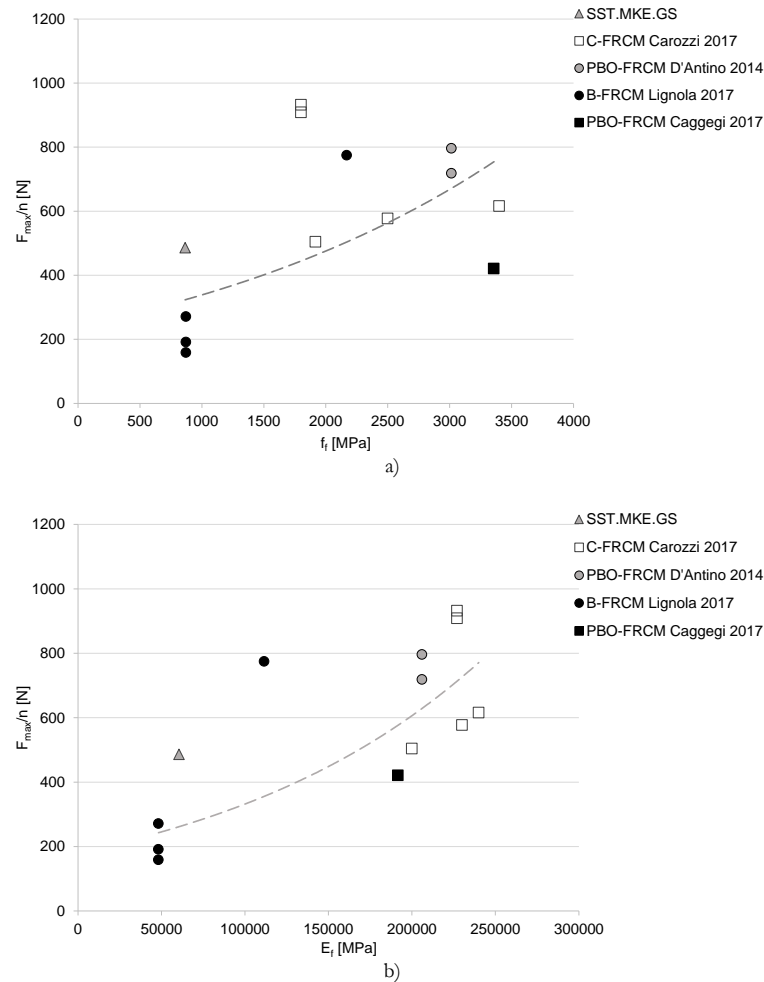 1200
1000
800
600
400
200
0
F_max/n [N]
0 500 1000 1500 2000 2500 3000 3500 4000
f_f [MPa]
SST.MKE.GS
C-FRCM Carozzi 2017
PBO-FRCM D'Antino 2014
B-FRCM Lignola 2017
PBO-FRCM Caggegi 2017
a)
1200
1000
800
600
400
200
0
F_max/n [N]
0 50000 100000 150000 200000 250000 300000
E_f [MPa]
SST.MKE.GS
C-FRCM Carozzi 2017
PBO-FRCM D'Antino 2014
B-FRCM Lignola 2017
PBO-FRCM Caggegi 2017
b)